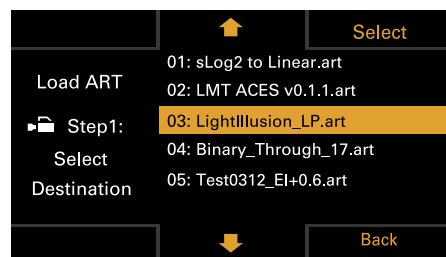 Select
Load ART
Step1:
Select
Destination
01: sLog2 to Linear.art
02: LMT ACES v0.1.1.art
03: LightIllusion_LP.art
04: Binary_Through_17.art
05: Test0312_EI+0.6.art
Back